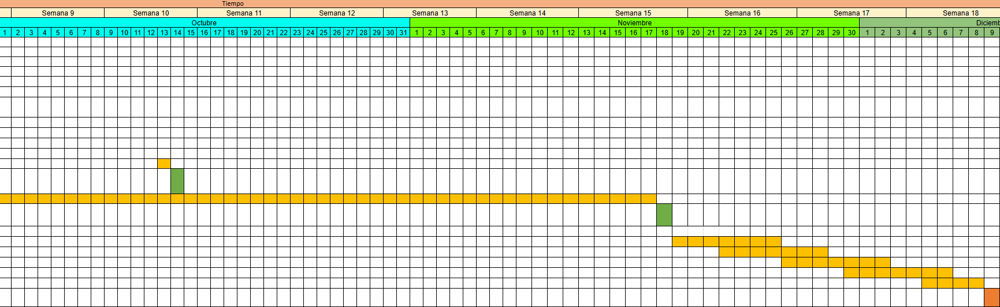 Tiempo
Semana 9 Semana 10 Semana 11 Semana 12 Semana 13 Semana 14 Semana 15 Semana 16 Semana 17 Semana 18
Octubre Noviembre Diciemb
1 2 3 4 5 6 7 8 9 10 11 12 13 14 15 16 17 18 19 20 21 22 23 24 25 26 27 28 29 30 31 1 2 3 4 5 6 7 8 9 10 11 12 13 14 15 16 17 18 19 20 21 22 23 24 25 26 27 28 29 30 1 2 3 4 5 6 7 8 9